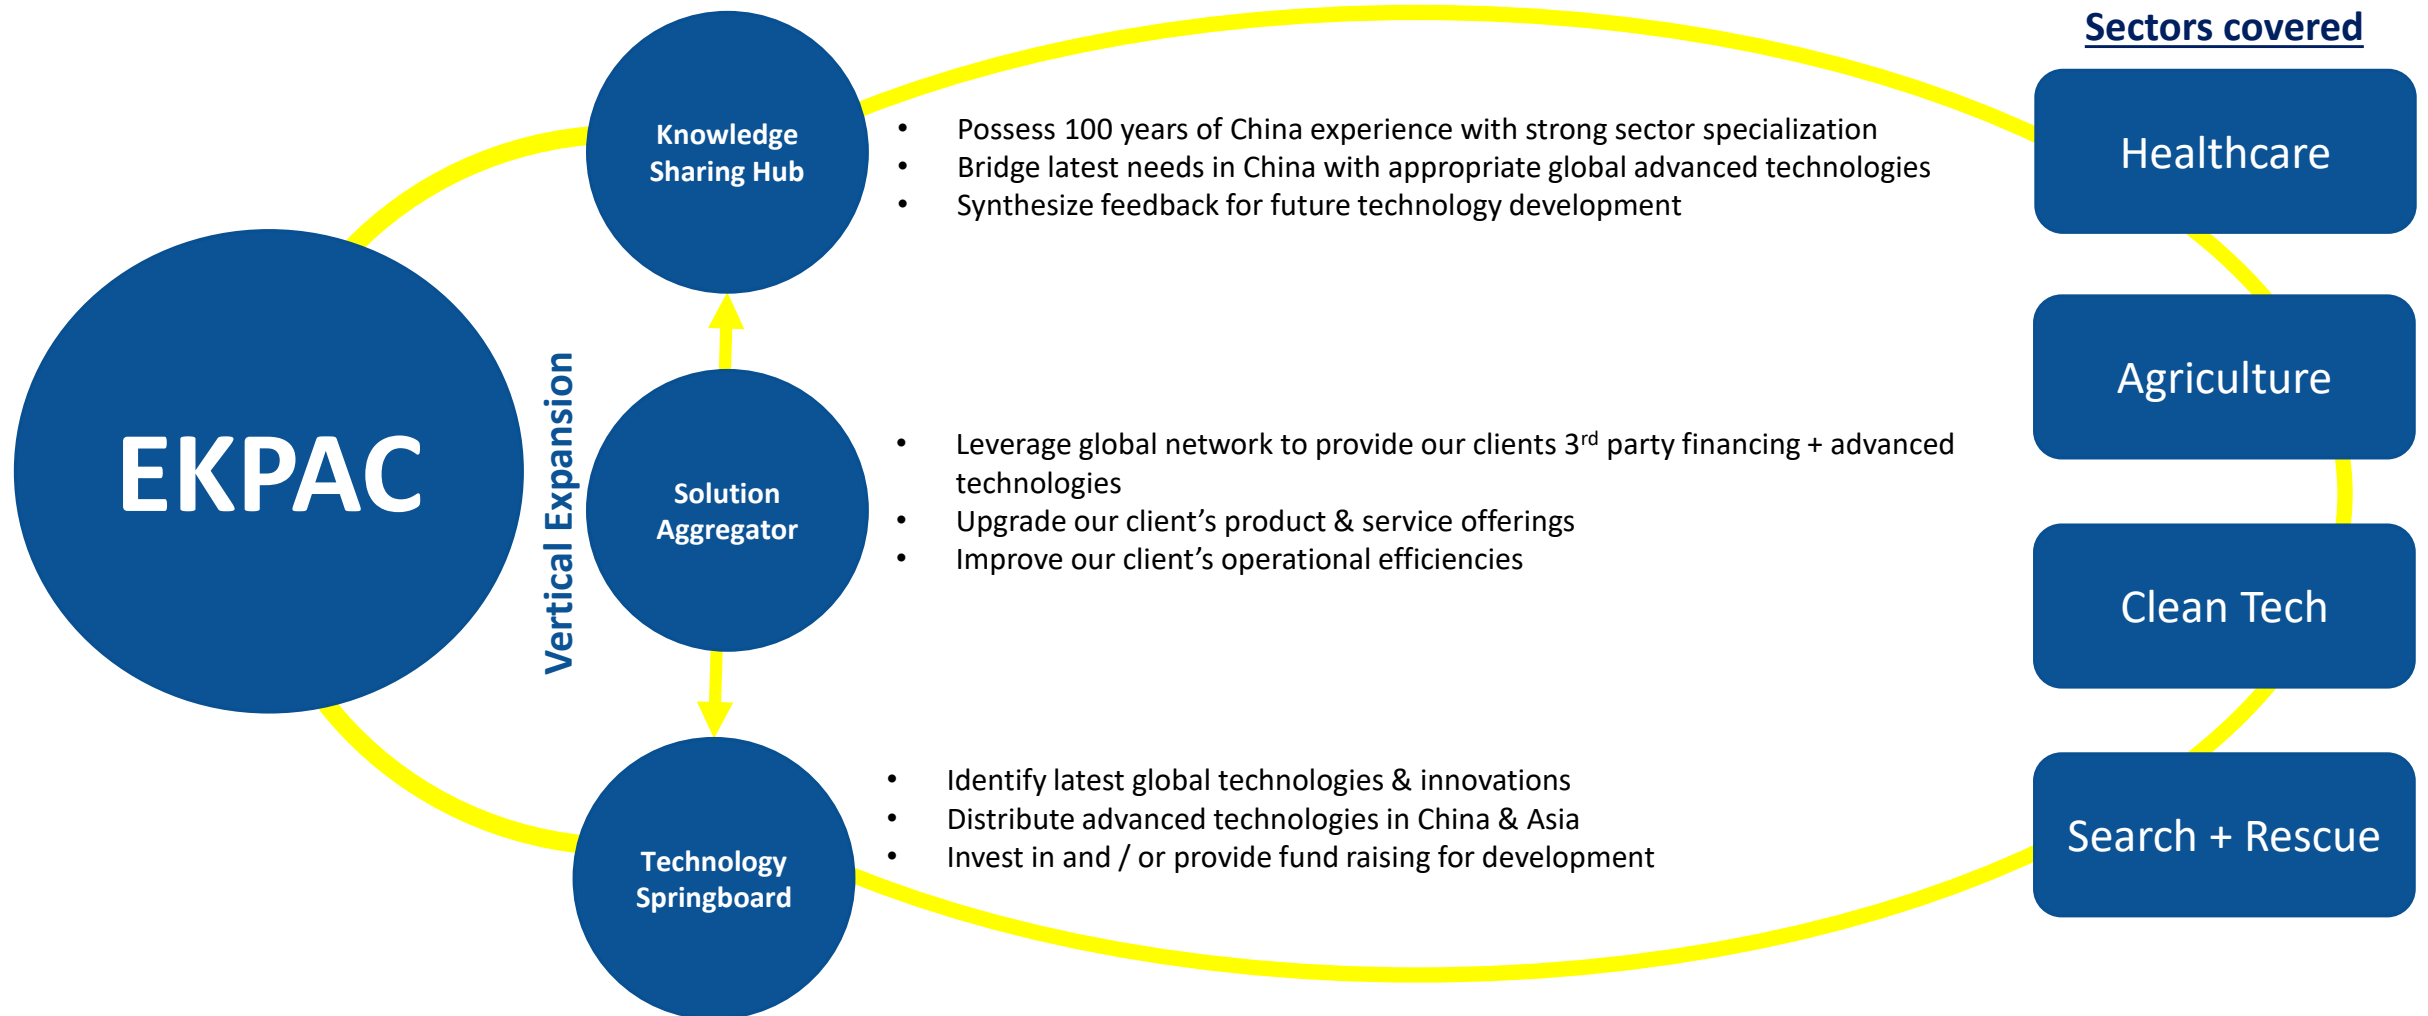 Sectors covered
Knowledge
Sharing Hub
• Possess 100 years of China experience with strong sector specialization
• Bridge latest needs in China with appropriate global advanced technologies
• Synthesize feedback for future technology development
Healthcare
EKPAC
Vertical Expansion
Solution
Aggregator
• Leverage global network to provide our clients 3rd party financing + advanced
technologies
• Upgrade our client’s product & service offerings
• Improve our client’s operational efficiencies
Agriculture
Clean Tech
Technology
Springboard
• Identify latest global technologies & innovations
• Distribute advanced technologies in China & Asia
• Invest in and / or provide fund raising for development
Search + Rescue